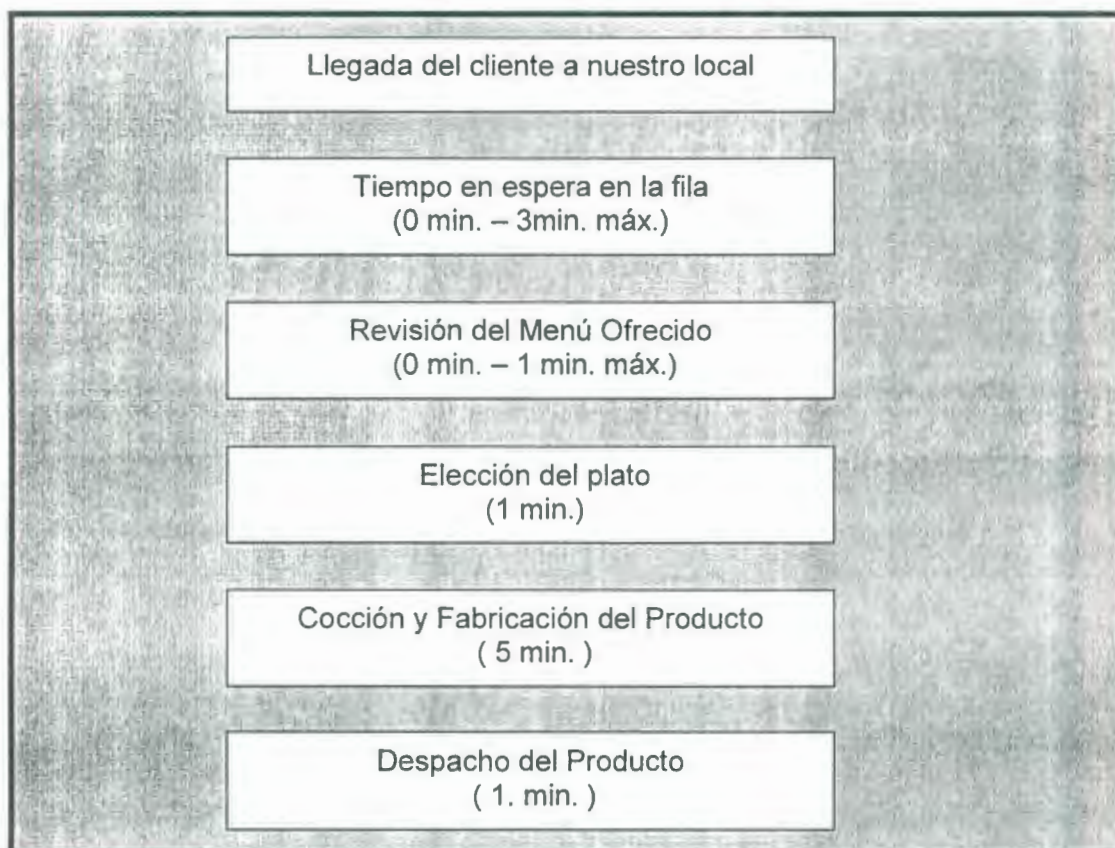 Llegada del cliente a nuestro local
Tiempo en espera en la fila
(0 min. – 3min. máx.)
Revisión del Menú Ofrecido
(0 min. – 1 min. máx.)
Elección del plato
(1 min.)
Cocción y Fabricación del Producto
( 5 min. )
Despacho del Producto
( 1. min. )